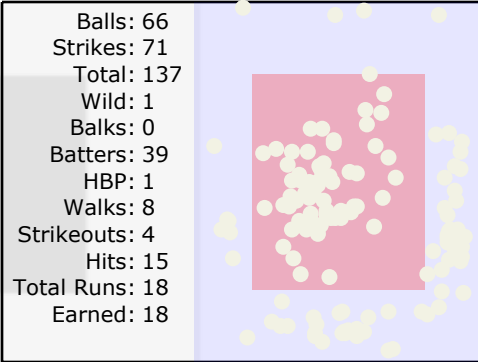 Balls: 66
Strikes: 71
Total: 137
Wild: 1
Balks: 0
Batters: 39
HBP: 1
Walks: 8
Strikeouts: 4
Hits: 15
Total Runs: 18
Earned: 18